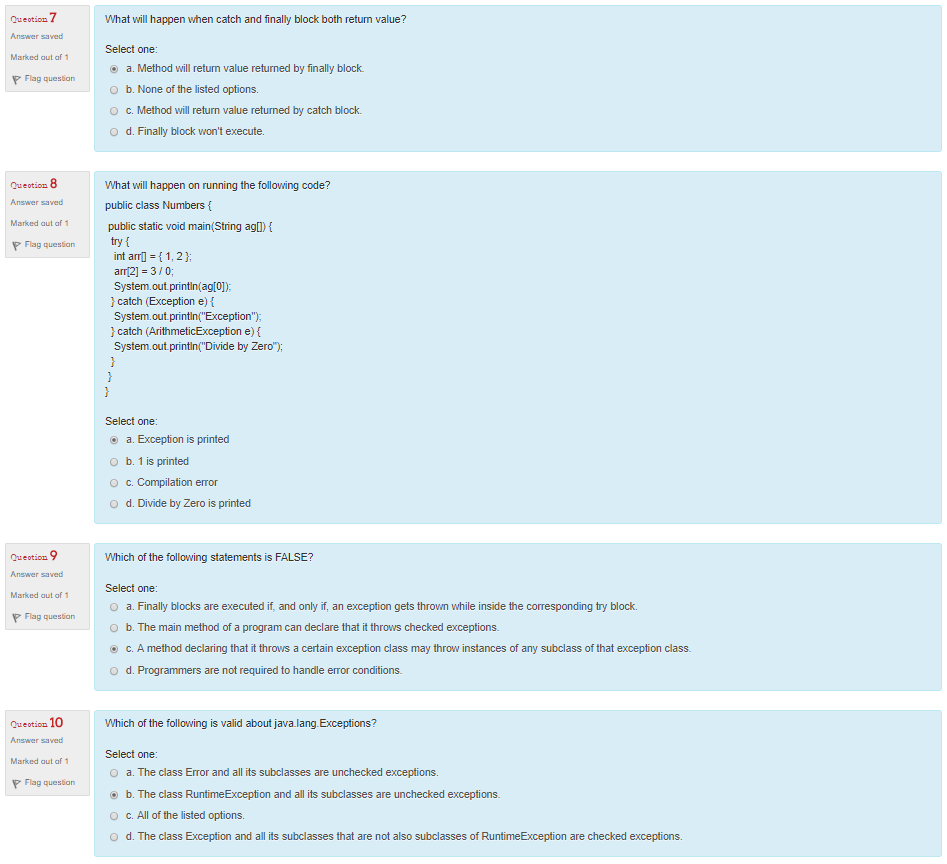 Question 7
Answer saved
Marked out of 1
Flag question
What will happen when catch and finally block both return value?
Select one:
a. Method will return value returned by finally block.
b. None of the listed options.
c. Method will return value returned by catch block.
d. Finally block won't execute.
Question 8
Answer saved
Marked out of 1
Flag question
What will happen on running the following code?
public class Numbers {
public static void main(String ag[]) {
try {
int arr[] = { 1, 2 };
arr[2] = 3 / 0;
System.out.println(ag[0]);
} catch (Exception e) {
System.out.println("Exception");
} catch (ArithmeticException e) {
System.out.println("Divide by Zero");
}
}
}
Select one:
a. Exception is printed
b. 1 is printed
c. Compilation error
d. Divide by Zero is printed
Question 9
Answer saved
Marked out of 1
Flag question
Which of the following statements is FALSE?
Select one:
a. Finally blocks are executed if, and only if, an exception gets thrown while inside the corresponding try block.
b. The main method of a program can declare that it throws checked exceptions.
c. A method declaring that it throws a certain exception class may throw instances of any subclass of that exception class.
d. Programmers are not required to handle error conditions.
Question 10
Answer saved
Marked out of 1
Flag question
Which of the following is valid about java.lang.Exceptions?
Select one:
a. The class Error and all its subclasses are unchecked exceptions.
b. The class RuntimeException and all its subclasses are unchecked exceptions.
c. All of the listed options.
d. The class Exception and all its subclasses that are not also subclasses of RuntimeException are checked exceptions.